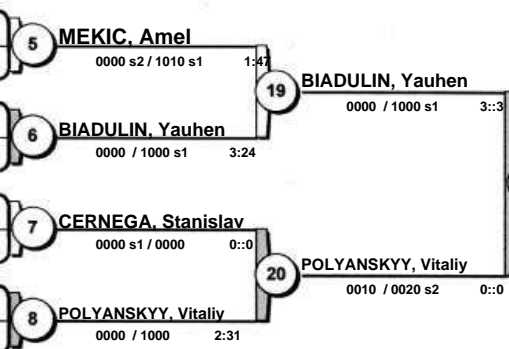 5 MEKIC, Amel
0000 s2 / 1010 s1 1:47
19 BIADULIN, Yauhen
0000 / 1000 s1 3::3
6 BIADULIN, Yauhen
0000 / 1000 s1 3:24
7 CERNEGA, Stanislav
0000 s1 / 0000 0::0
20 POLYANSKYY, Vitaliy
0010 / 0020 s2 0::0
8 POLYANSKYY, Vitaliy
0000 / 1000 2:31